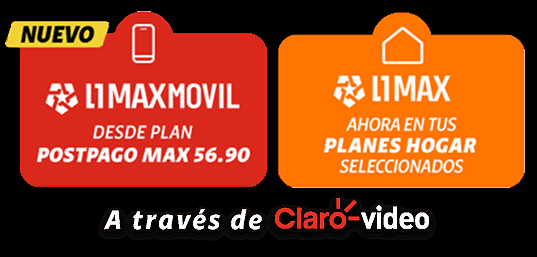 NUEVO
L1MAXMOVIL
DESDE PLAN
POSTPAGO MAX 56.90
L1MAX
AHORA EN TUS
PLANES HOGAR
SELECCIONADOS
A través de Claro-video